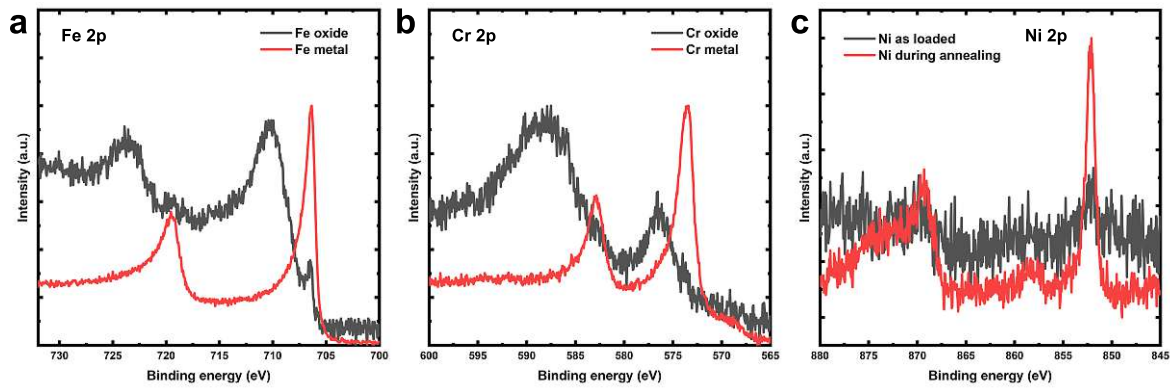 a
Fe 2p
Fe oxide
Fe metal
Intensity (a.u.)
730 725 720 715 710 705 700
Binding energy (eV)
b
Cr 2p
Cr oxide
Cr metal
Intensity (a.u.)
600 595 590 585 580 575 570 565
Binding energy (eV)
c
Ni 2p
Ni as loaded
Ni during annealing
Intensity (a.u.)
880 875 870 865 860 855 850 845
Binding energy (eV)